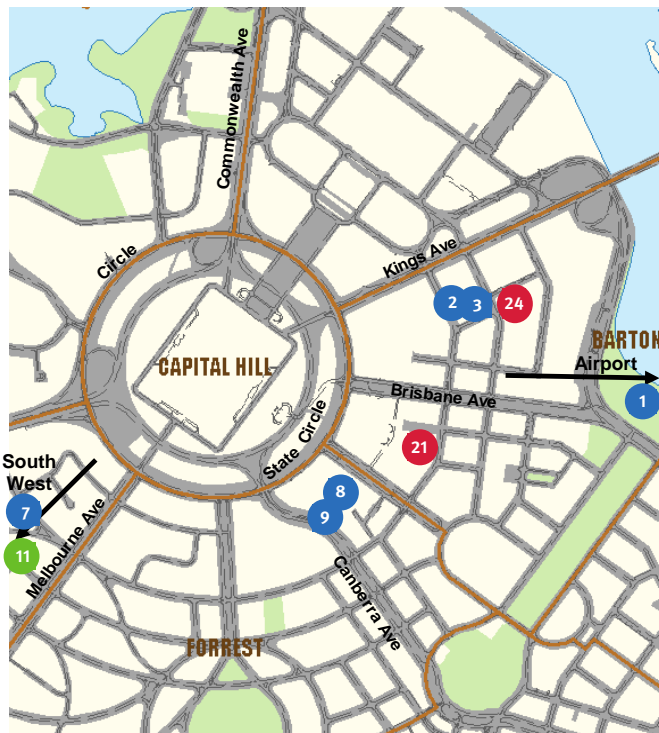 Commonwealth Ave
Circle
Kings Ave
2
3
24
BARTON
CAPITAL HILL
Airport
Brisbane Ave
1
State Circle
21
South
West
8
7
9
11
Melbourne Ave
Canberra Ave
FORREST